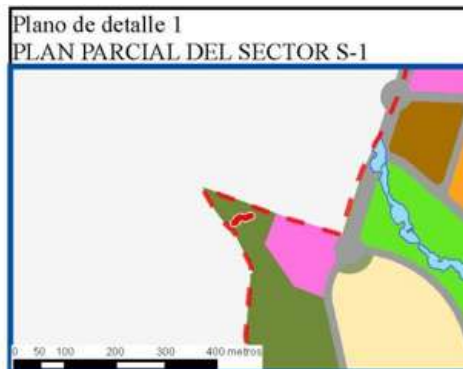 Plano de detalle 1
PLAN PARCIAL DEL SECTOR S-1
0 50 100 200 300 400 metros